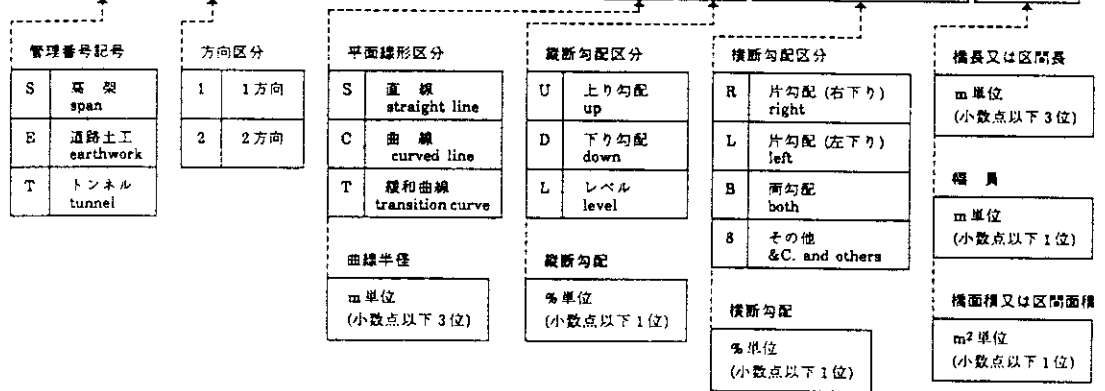 管理番号記号
S 高架
span
E 道路土工
earthwork
T トンネル
tunnel
方向区分
1 1方向
2 2方向
平面線形区分
S 直線
straight line
C 曲線
curved line
T 緩和曲線
transition curve
曲線半径
m単位
(小数点以下3位)
縦断勾配区分
U 上り勾配
up
D 下り勾配
down
L レベル
level
縦断勾配
%単位
(小数点以下1位)
横断勾配区分
R 片勾配 (右下り)
right
L 片勾配 (左下り)
left
B 両勾配
both
8 その他
&C. and others
横断勾配
%単位
(小数点以下1位)
橋長又は区間長
m単位
(小数点以下3位)
幅員
m単位
(小数点以下1位)
橋面積又は区間面積
m² 単位
(小数点以下1位)